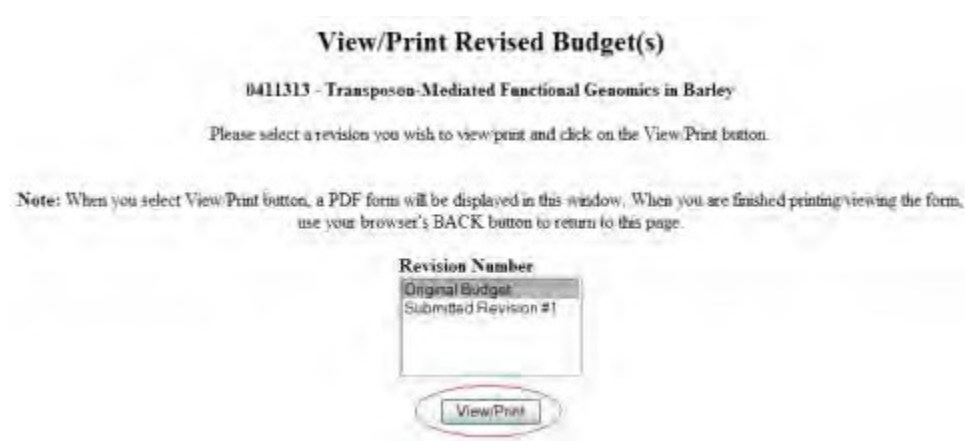 View/Print Revised Budget(s)
0411313 - Transposon-Mediated Functional Genomics in Barley
Please select a revision you wish to view/print and click on the View/Print button.
Note: When you select View/Print button, a PDF form will be displayed in this window. When you are finished printing/viewing the form,
use your browser's BACK button to return to this page.
Revision Number
Original Budget
Submitted Revision #1
View/Print